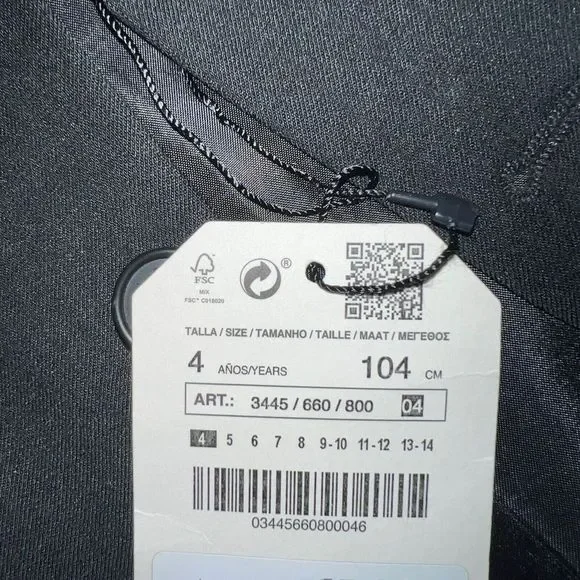 FSC
MIX
FSC™ C018020
®
TALLA / SIZE / TAMANHO / TAILLE / MAAT / ΜΕΓΕΘΟΣ
4 AÑOS/YEARS 104 CM
ART.: 3445 / 660 / 800 04
4 5 6 7 8 9-10 11-12 13-14
03445660800046